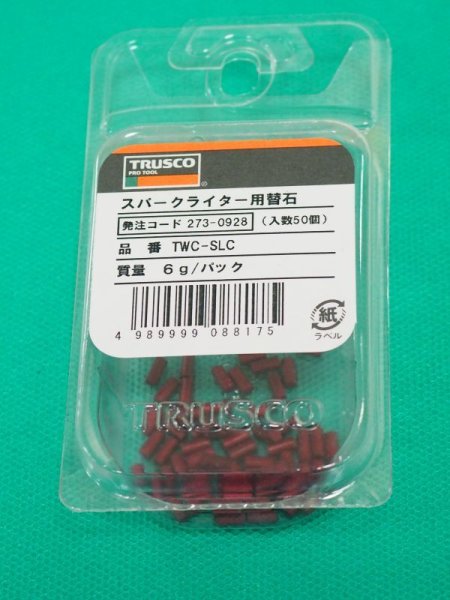 TRUSCO
PRO TOOL
®
スパークライター用替石
発注コード 273-0928 (入数50個)
品 番 TWC-SLC
質量 6g/パック
4 989999 088175
紙
ラベル
TRUSCO